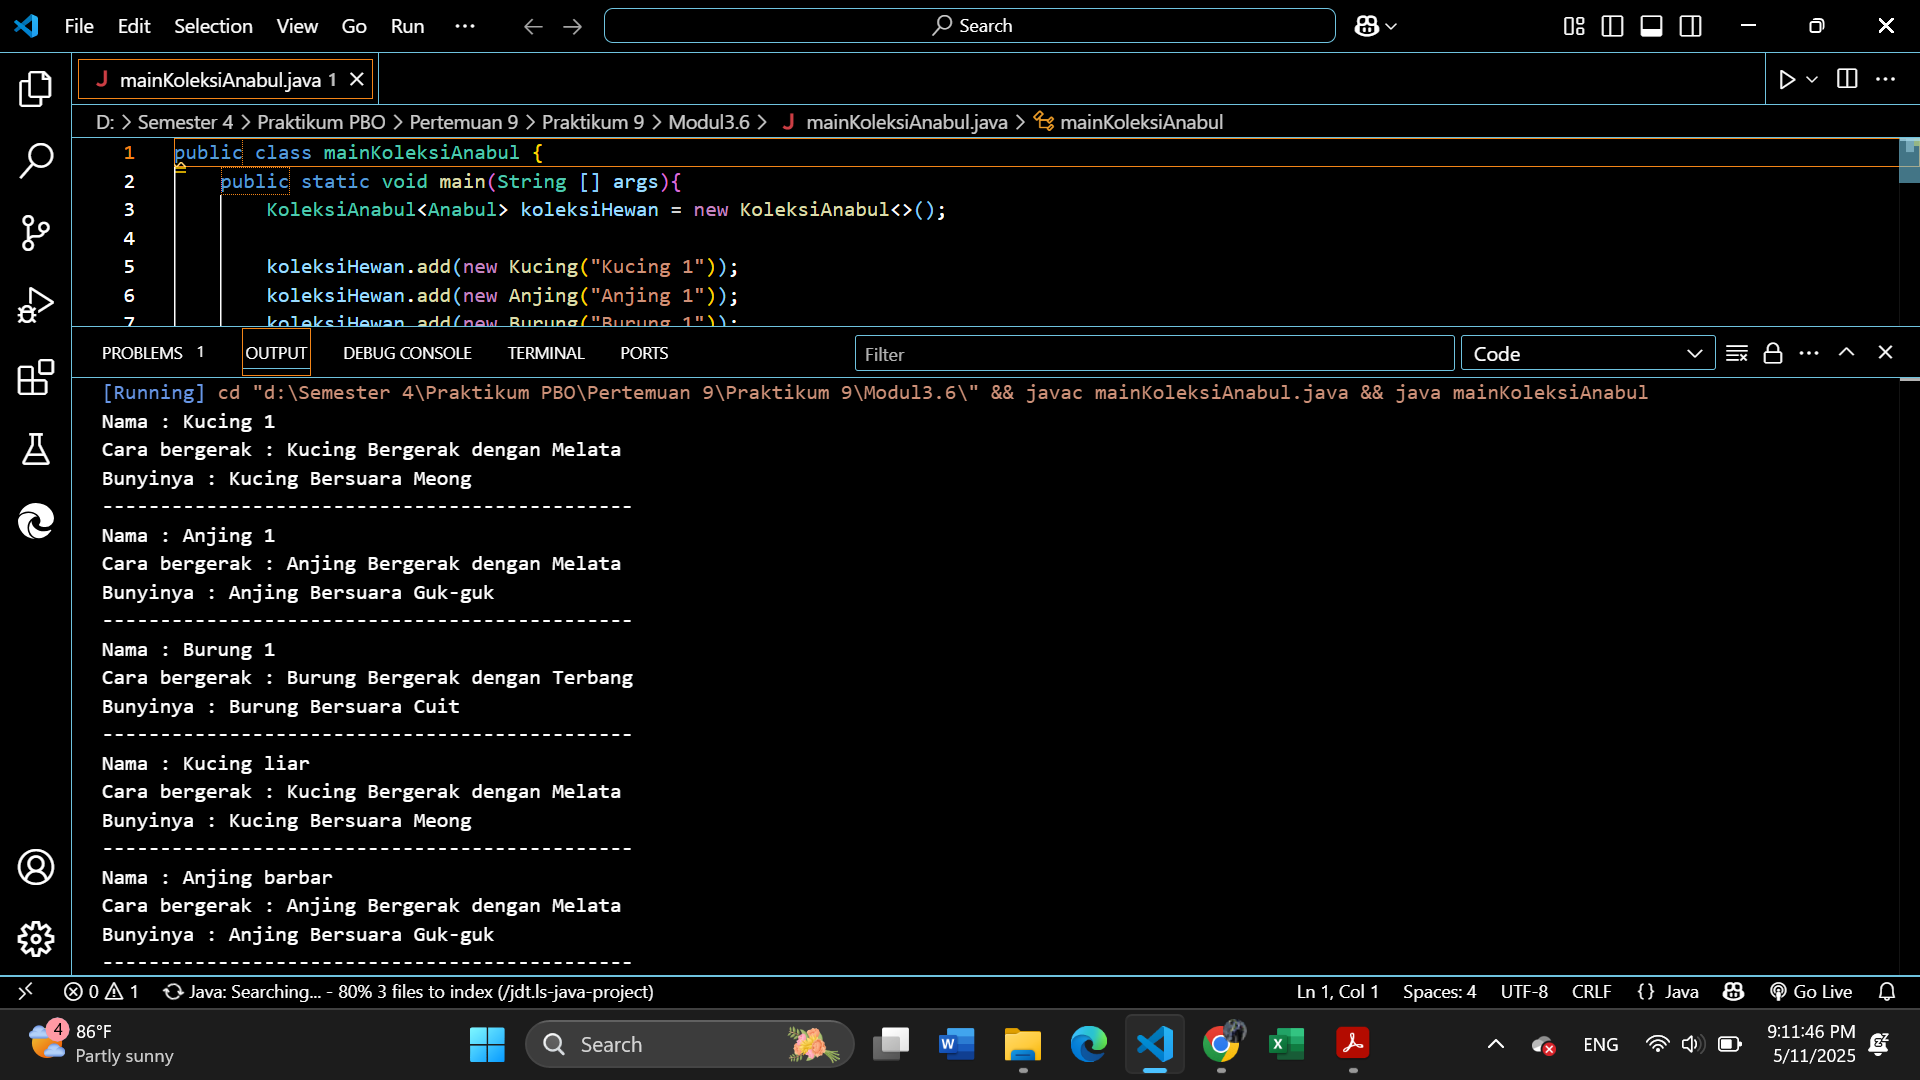 File Edit Selection View Go Run ... Search
mainKoleksiAnabul.java 1
D: > Semester 4 > Praktikum PBO > Pertemuan 9 > Praktikum 9 > Modul3.6 > J mainKoleksiAnabul.java > mainKoleksiAnabul
1 public class mainKoleksiAnabul {
2 public static void main(String [] args){
3 KoleksiAnabul<Anabul> koleksiHewan = new KoleksiAnabul<>();
4
5 koleksiHewan.add(new Kucing("Kucing 1"));
6 koleksiHewan.add(new Anjing("Anjing 1"));
7 koleksiHewan.add(new Burung("Burung 1"));
PROBLEMS 1 OUTPUT DEBUG CONSOLE TERMINAL PORTS Filter Code
[Running] cd "d:\Semester 4\Praktikum PBO\Pertemuan 9\Praktikum 9\Modul3.6\" && javac mainKoleksiAnabul.java && java mainKoleksiAnabul
Nama : Kucing 1
Cara bergerak : Kucing Bergerak dengan Melata
Bunyinya : Kucing Bersuara Meong
----------------------------------------------
Nama : Anjing 1
Cara bergerak : Anjing Bergerak dengan Melata
Bunyinya : Anjing Bersuara Guk-guk
----------------------------------------------
Nama : Burung 1
Cara bergerak : Burung Bergerak dengan Terbang
Bunyinya : Burung Bersuara Cuit
----------------------------------------------
Nama : Kucing liar
Cara bergerak : Kucing Bergerak dengan Melata
Bunyinya : Kucing Bersuara Meong
----------------------------------------------
Nama : Anjing barbar
Cara bergerak : Anjing Bergerak dengan Melata
Bunyinya : Anjing Bersuara Guk-guk
----------------------------------------------
0 1 Java: Searching... - 80% 3 files to index (/jdt.ls-java-project) Ln 1, Col 1 Spaces: 4 UTF-8 CRLF {} Java Go Live
4 86°F
Partly sunny
Search
ENG
9:11:46 PM
5/11/2025